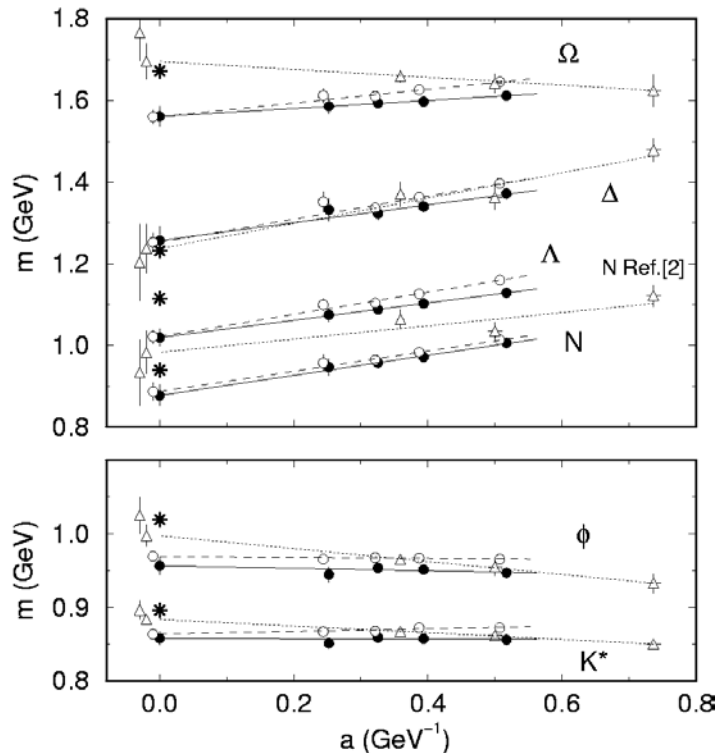 1.8
Ω
1.6
m (GeV)
1.4
Δ
1.2
Λ
N Ref.[2]
1.0
N
0.8
1.0
ϕ
m (GeV)
0.9
K*
0.8
0.0 0.2 0.4 0.6 0.8
a (GeV⁻¹)